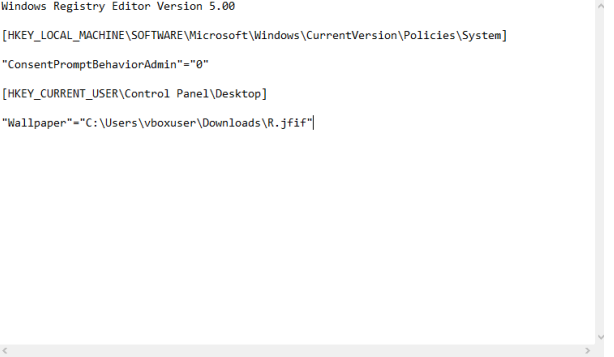 Windows Registry Editor Version 5.00
[HKEY_LOCAL_MACHINE\SOFTWARE\Microsoft\Windows\CurrentVersion\Policies\System]
"ConsentPromptBehaviorAdmin"="0"
[HKEY_CURRENT_USER\Control Panel\Desktop]
"Wallpaper"="C:\Users\vboxuser\Downloads\R.jfif"